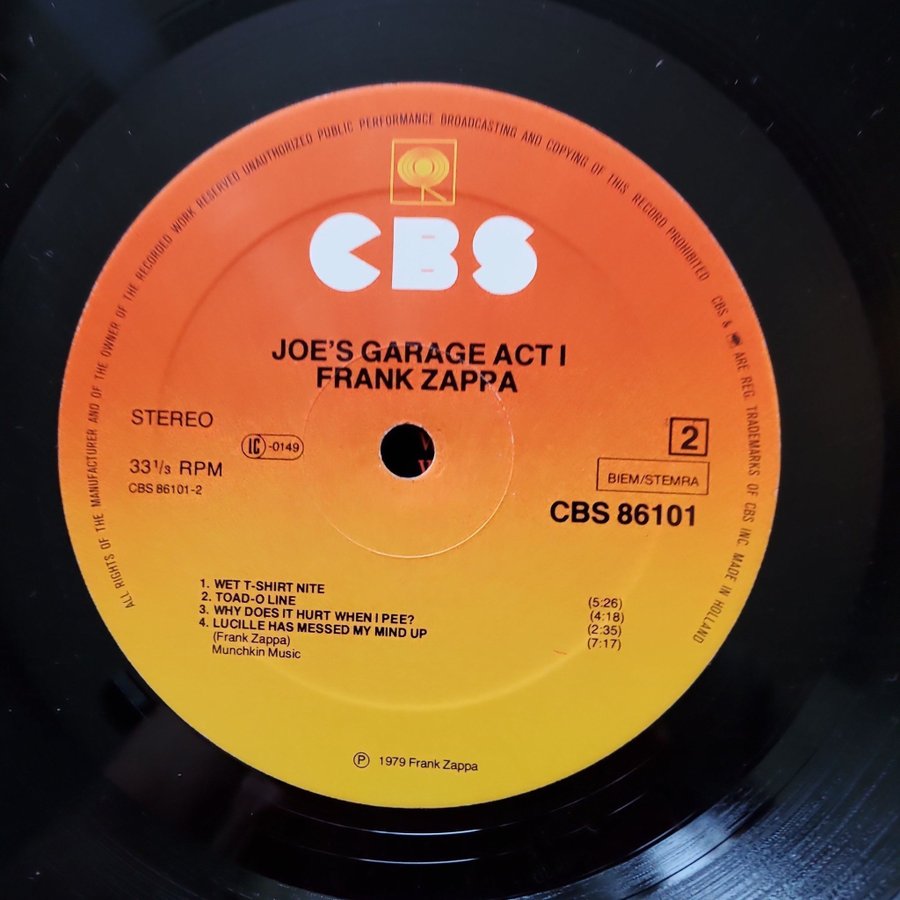 ALL RIGHTS OF THE MANUFACTURER AND OF THE OWNER OF THE RECORDED WORK RESERVED UNAUTHORIZED PUBLIC PERFORMANCE BROADCASTING AND COPYING OF THIS RECORD PROHIBITED
CBS & ARE REG. TRADEMARKS OF CBS INC. MADE IN HOLLAND
CBS
JOE'S GARAGE ACT I
FRANK ZAPPA
STEREO
IC -0149
33 1/3 RPM
CBS 86101-2
2
BIEM/STEMRA
CBS 86101
1. WET T-SHIRT NITE (5:26)
2. TOAD-O LINE (4:18)
3. WHY DOES IT HURT WHEN I PEE? (2:35)
4. LUCILLE HAS MESSED MY MIND UP (7:17)
(Frank Zappa)
Munchkin Music
Ⓟ 1979 Frank Zappa